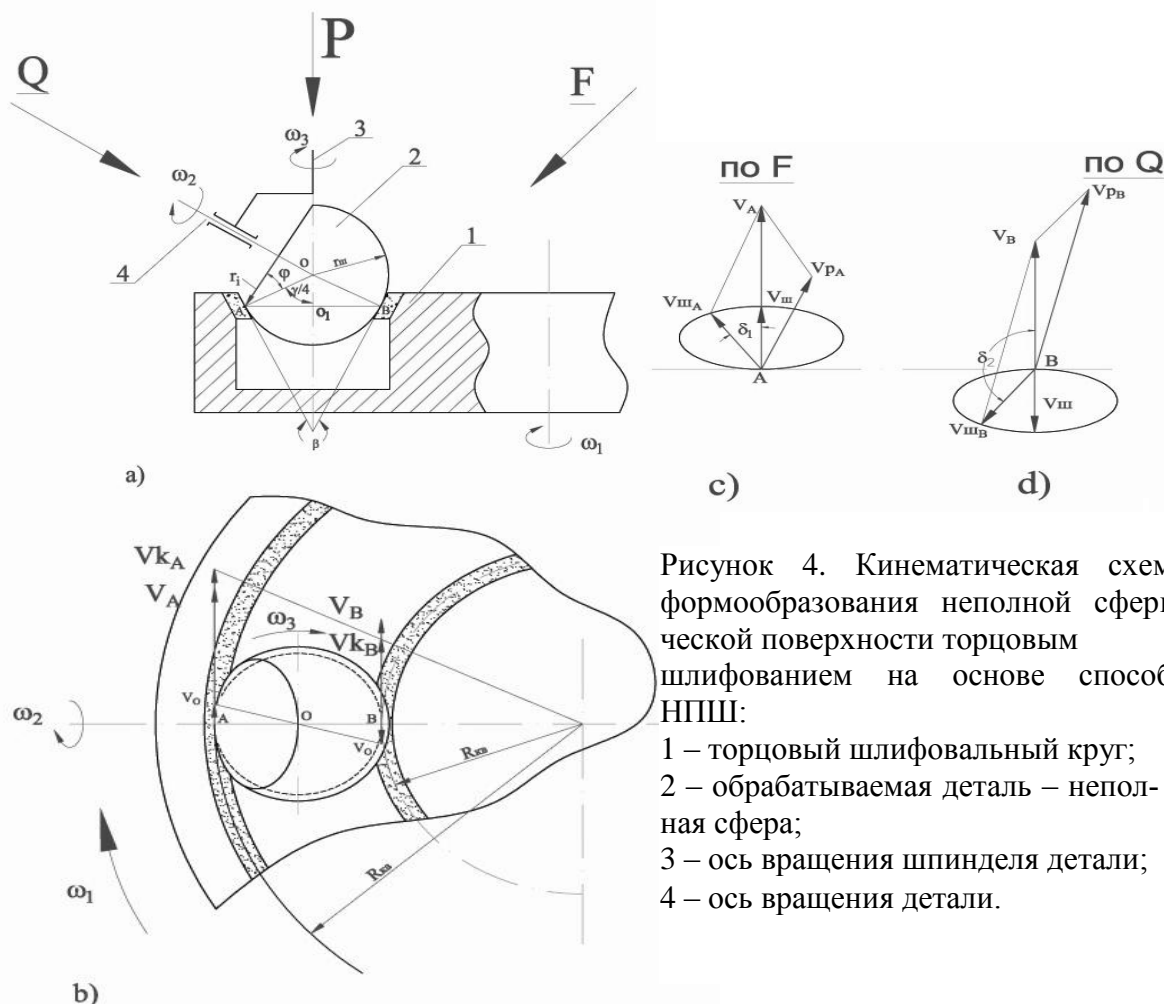 P
Q
F
ω₃
3
2
ω₂
1
4
O
rш
ri
φ
γ/4
A
O₁
B
β
ω₁
a)
по F
VA
VpA
VшA
Vш
δ₁
A
c)
по Q
VpB
VB
δ₂
B
Vш
VшB
d)
VkA
VA
VB
ω₃
VkB
ω₂
Vo
A
O
B
Vo
Rкв
Rка
ω₁
b)
Рисунок 4. Кинематическая схем
формообразования неполной сфери
ческой поверхности торцовым
шлифованием на основе способ
НПШ:
1 – торцовый шлифовальный круг;
2 – обрабатываемая деталь – непол-
ная сфера;
3 – ось вращения шпинделя детали;
4 – ось вращения детали.